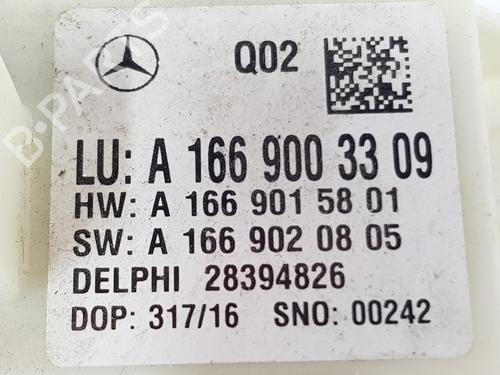 Q02
LU: A 166 900 33 09
HW: A 166 901 58 01
SW: A 166 902 08 05
DELPHI 28394826
DOP: 317/16 SNO: 00242
B-PARTS